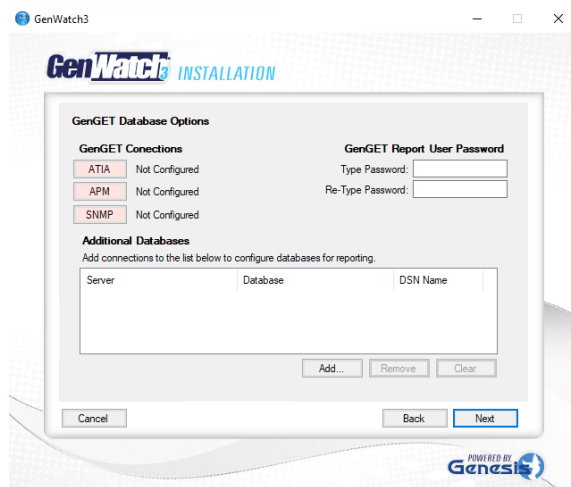 GenWatch3
GenWatch3 INSTALLATION
GenGET Database Options
GenGET Conections
GenGET Report User Password
ATIA Not Configured
Type Password:
APM Not Configured
Re-Type Password:
SNMP Not Configured
Additional Databases
Add connections to the list below to configure databases for reporting.
Server Database DSN Name
Add... Remove Clear
Cancel Back Next
POWERED BY
Genesis